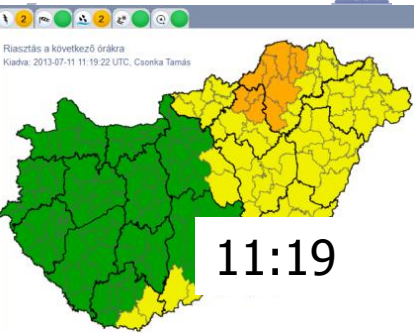 2 2
Riasztás a következő órákra
Kiadva: 2013-07-11 11:19:22 UTC, Csonka Tamás
11:19